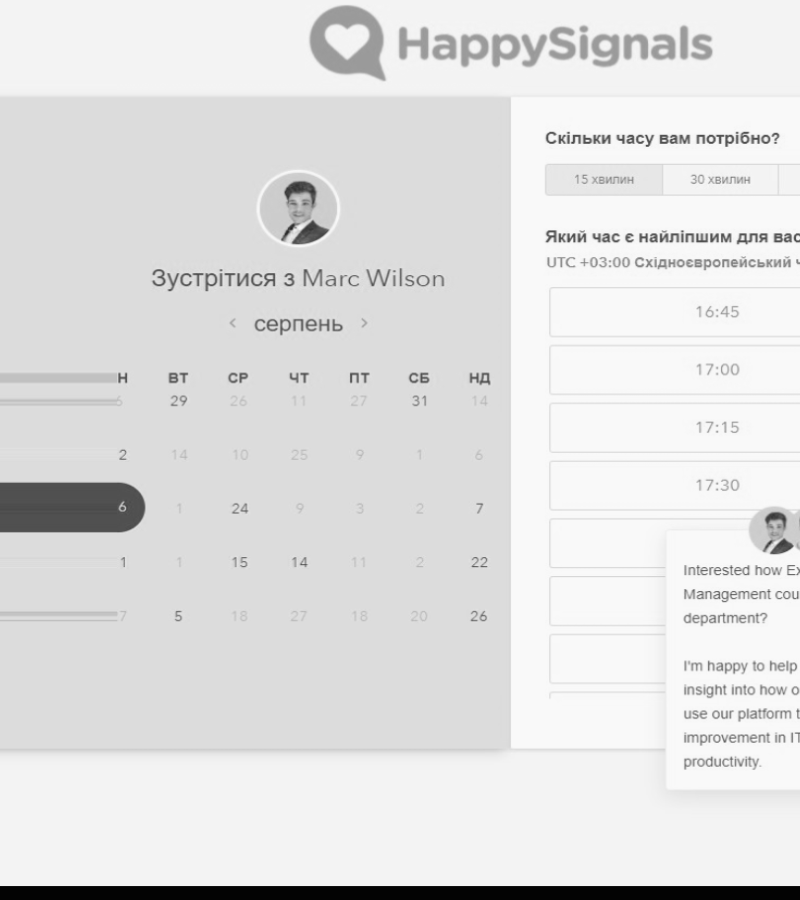 HappySignals
Зустрітися з Marc Wilson
серпень
Н ВТ СР ЧТ ПТ СБ НД
6 29 26 11 27 31 14
2 14 10 25 9 1 6
6 1 24 9 3 2 7
1 1 15 14 11 2 22
7 5 18 27 18 20 26
Скільки часу вам потрібно?
15 хвилин 30 хвилин
Який час є найліпшим для вас
UTC +03:00 Східноєвропейський ч
16:45
17:00
17:15
17:30
Interested how Ex
Management cou
department?
I'm happy to help
insight into how o
use our platform t
improvement in IT
productivity.